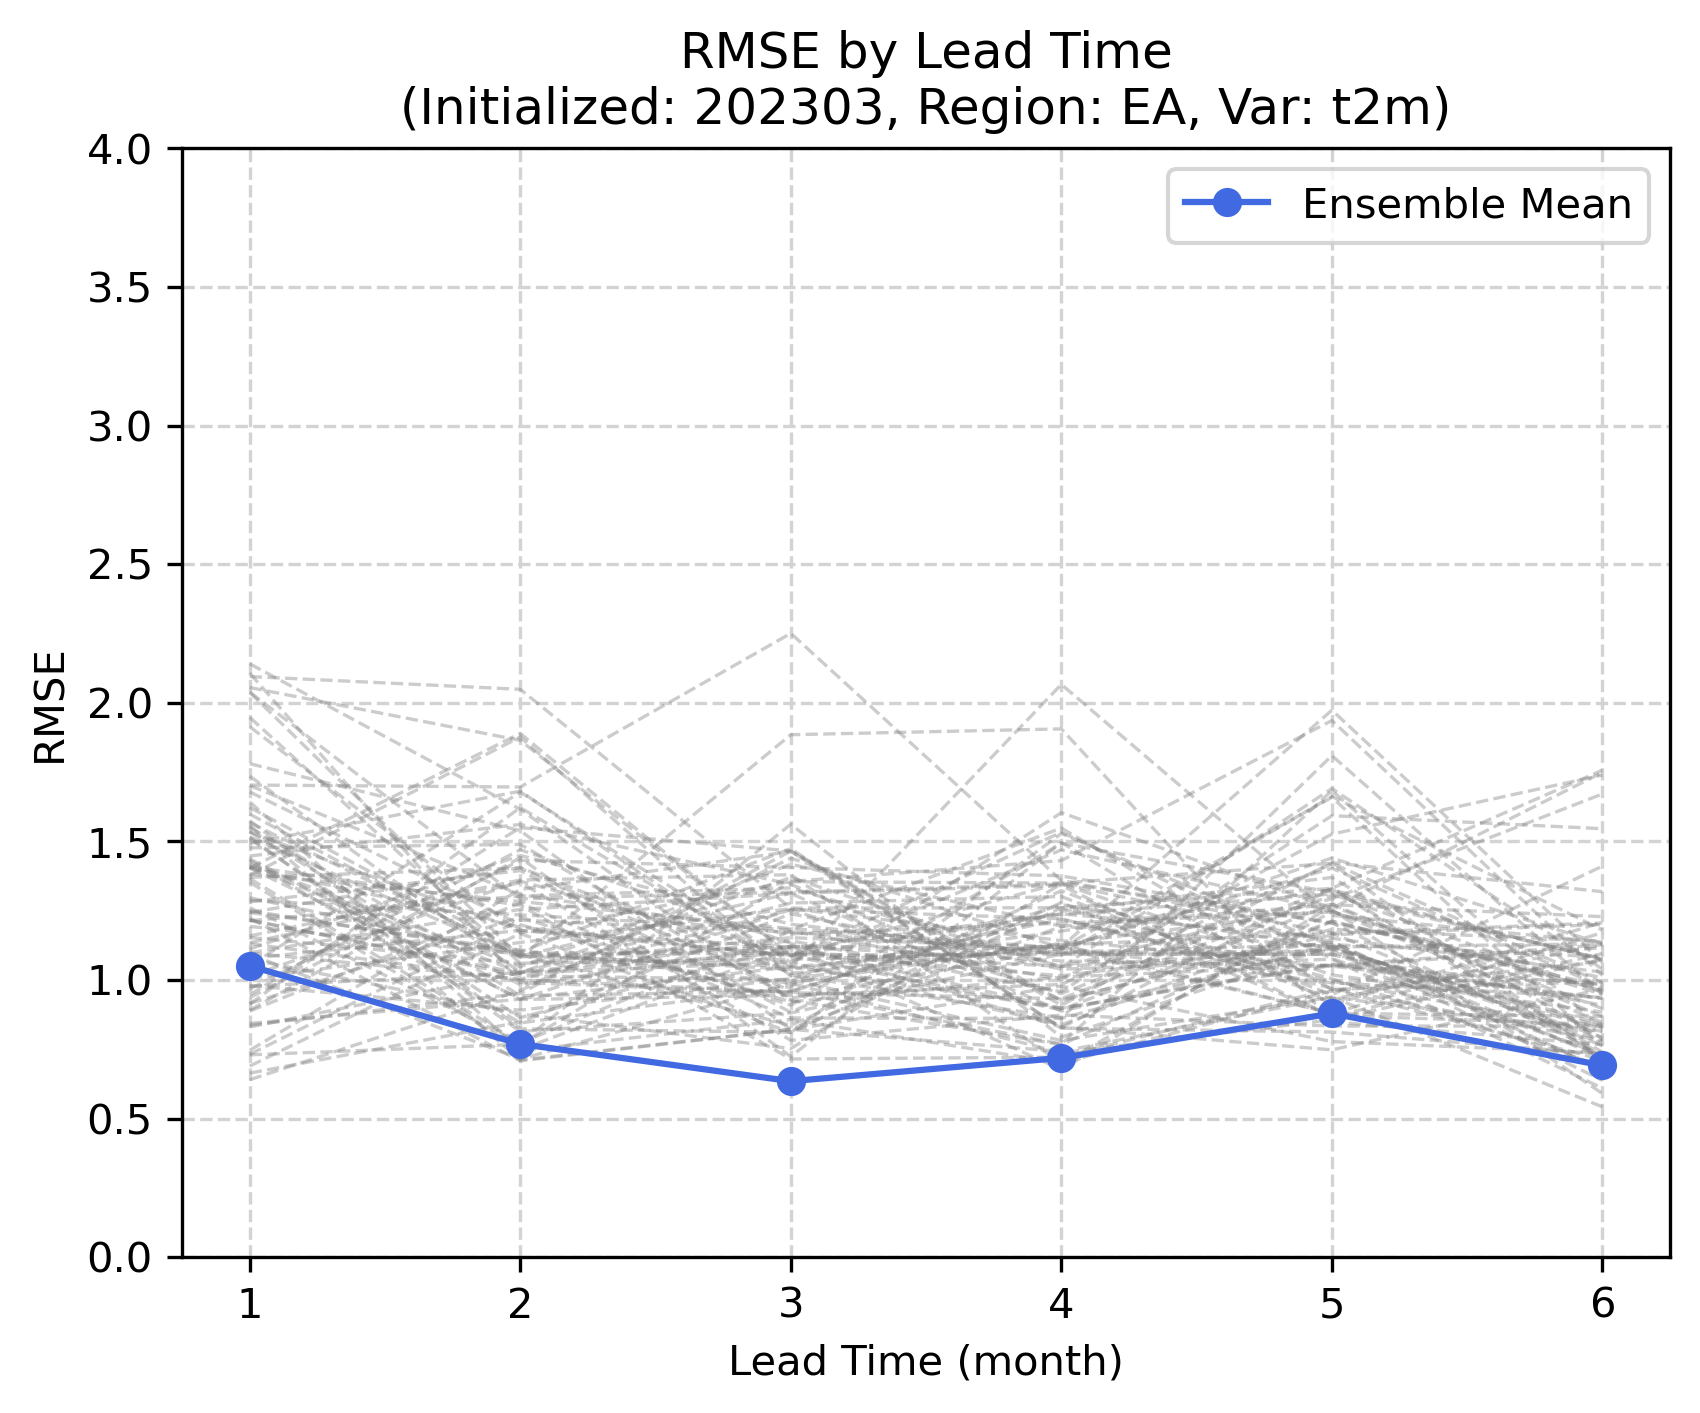 RMSE by Lead Time
(Initialized: 202303, Region: EA, Var: t2m)
Ensemble Mean
4.0
3.5
3.0
2.5
2.0
1.5
1.0
0.5
0.0
RMSE
1 2 3 4 5 6
Lead Time (month)